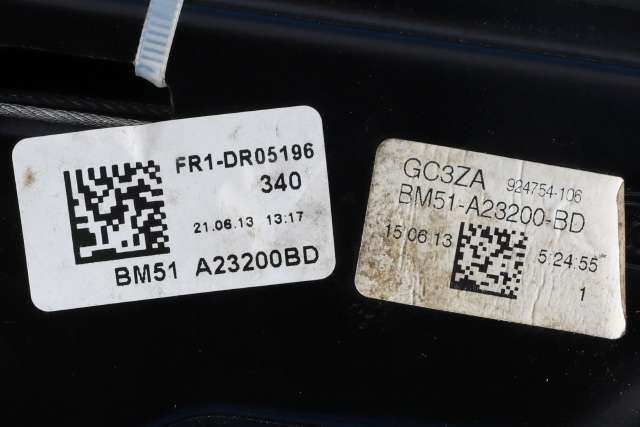 FR1-DR05196
340
21.06.13 13:17
BM51 A23200BD
GC3ZA 924754-106
BM51-A23200-BD
15.06.13 5:24:55
1